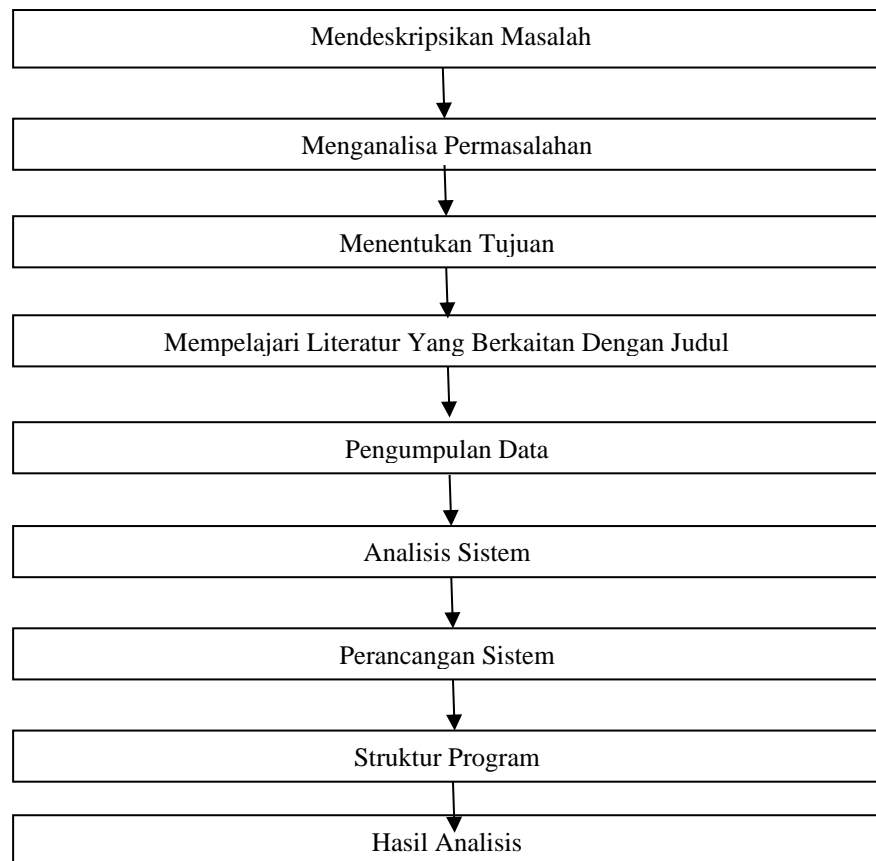 Mendeskripsikan Masalah
Menganalisa Permasalahan
Menentukan Tujuan
Mempelajari Literatur Yang Berkaitan Dengan Judul
Pengumpulan Data
Analisis Sistem
Perancangan Sistem
Struktur Program
Hasil Analisis